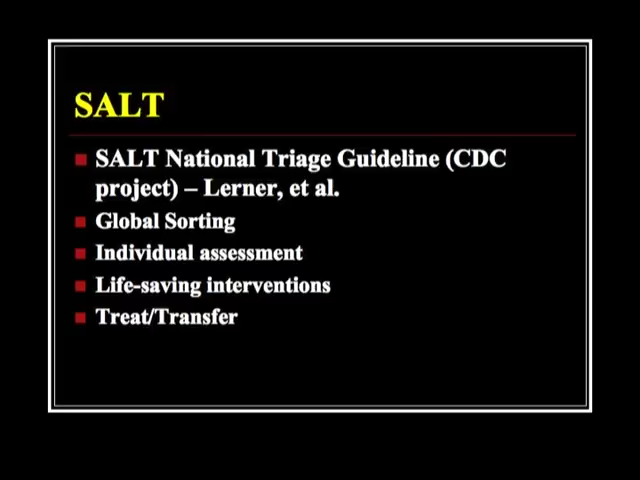 SALT
SALT National Triage Guideline (CDC
project) – Lerner, et al.
Global Sorting
Individual assessment
Life-saving interventions
Treat/Transfer